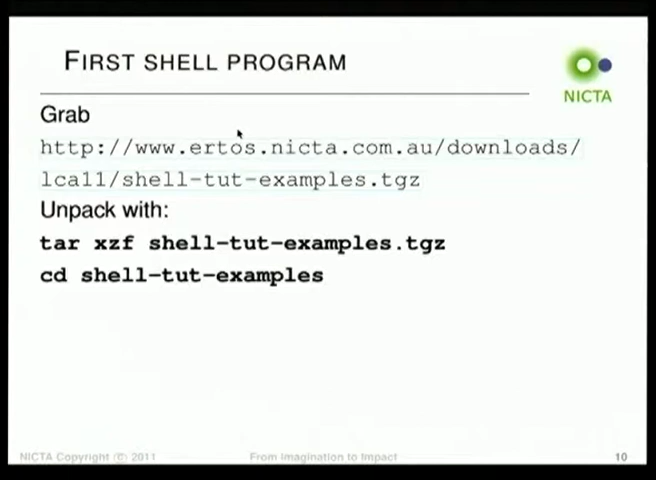 FIRST SHELL PROGRAM
NICTA
Grab
http://www.ertos.nicta.com.au/downloads/
lca11/shell-tut-examples.tgz
Unpack with:
tar xzf shell-tut-examples.tgz
cd shell-tut-examples
NICTA Copyright © 2011
From Imagination to Impact
10